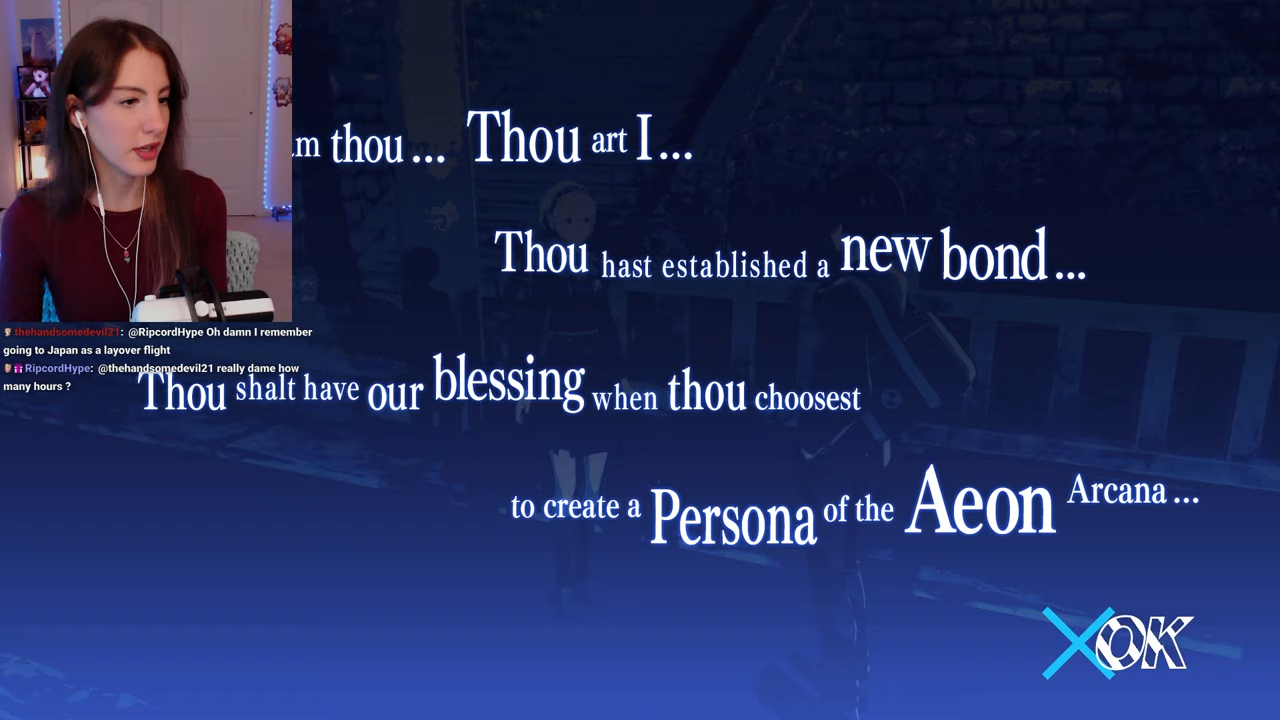 thou... Thou art I...
Thou hast established a new bond...
thehandsomedevil21: @RipcordHype Oh damn I remember
going to Japan as a layover flight
RipcordHype: @thehandsomedevil21 really dame how
many hours ?
Thou shalt have our blessing when thou choosest
to create a Persona of the Aeon Arcana...
OK